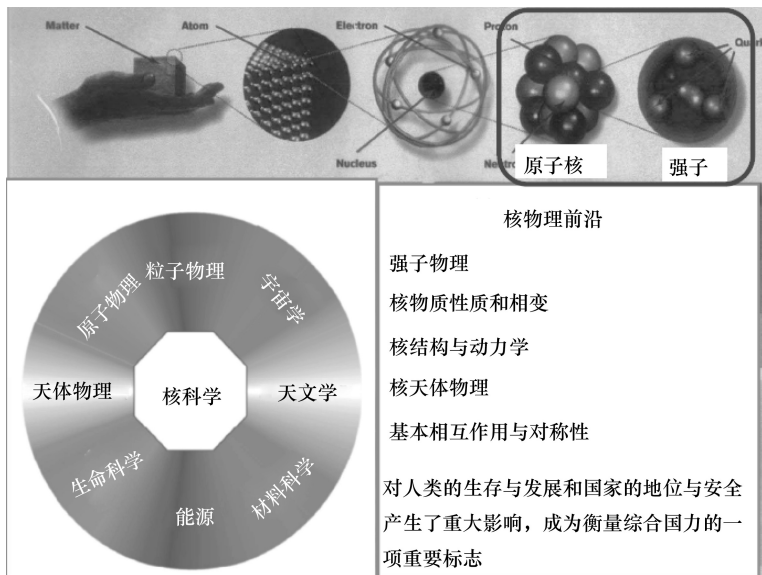 Matter
Atom
Electron
Proton
Nucleus
原子核
强子
粒子物理
宇宙学
原子物理
天体物理
核科学
天文学
生命科学
材料科学
能源
核物理前沿
强子物理
核物质性质和相变
核结构与动力学
核天体物理
基本相互作用与对称性
对人类的生存与发展和国家的地位与安全
产生了重大影响，成为衡量综合国力的一
项重要标志